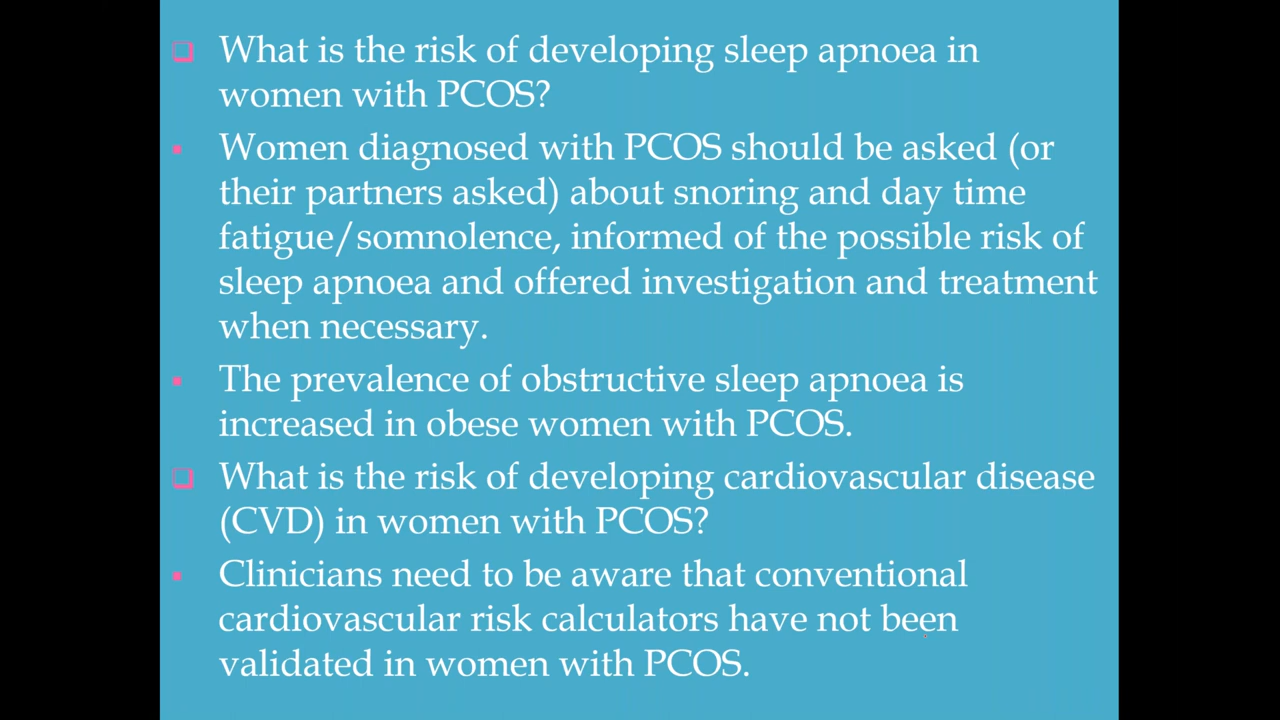 What is the risk of developing sleep apnoea in
women with PCOS?
Women diagnosed with PCOS should be asked (or
their partners asked) about snoring and day time
fatigue/somnolence, informed of the possible risk of
sleep apnoea and offered investigation and treatment
when necessary.
The prevalence of obstructive sleep apnoea is
increased in obese women with PCOS.
What is the risk of developing cardiovascular disease
(CVD) in women with PCOS?
Clinicians need to be aware that conventional
cardiovascular risk calculators have not been
validated in women with PCOS.